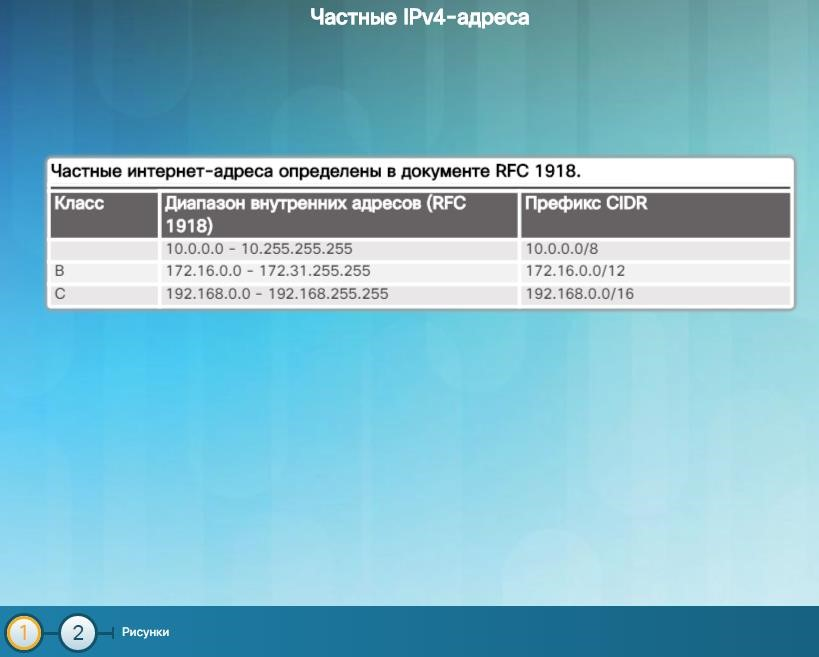 Частные IPv4-адреса
Частные интернет-адреса определены в документе RFC 1918.
Класс Диапазон внутренних адресов (RFC 1918) Префикс CIDR
10.0.0.0 - 10.255.255.255 10.0.0.0/8
B 172.16.0.0 - 172.31.255.255 172.16.0.0/12
C 192.168.0.0 - 192.168.255.255 192.168.0.0/16
1 2 Рисунки